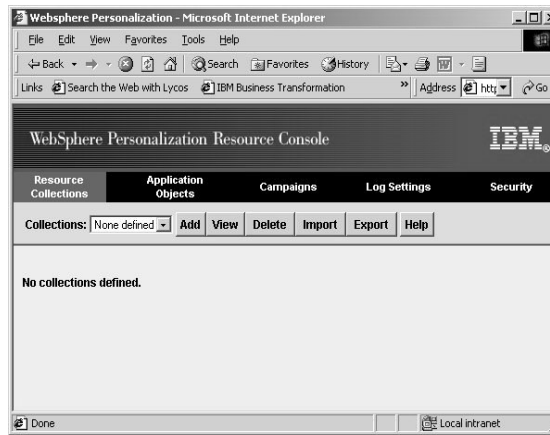 Websphere Personalization - Microsoft Internet Explorer
File Edit View Favorites Tools Help
Back Search Favorites History
Links Search the Web with Lycos IBM Business Transformation » Address Go
WebSphere Personalization Resource Console IBM®
Resource Collections Application Objects Campaigns Log Settings Security
Collections: None defined Add View Delete Import Export Help
No collections defined.
Done Local intranet